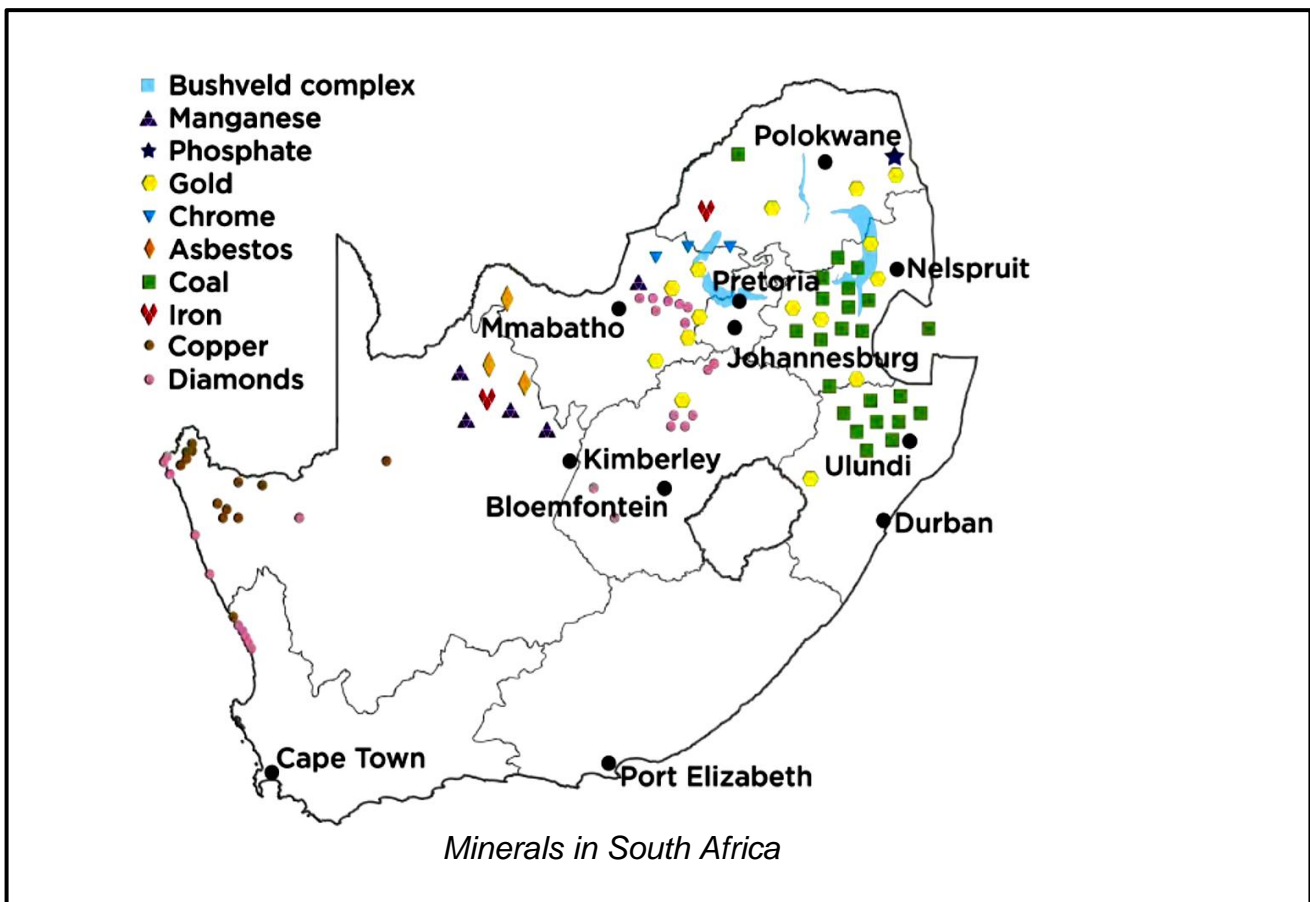 Bushveld complex
Manganese
Phosphate
Gold
Chrome
Asbestos
Coal
Iron
Copper
Diamonds
Polokwane
Nelspruit
Pretoria
Mmabatho
Johannesburg
Kimberley
Ulundi
Bloemfontein
Durban
Cape Town
Port Elizabeth
Minerals in South Africa